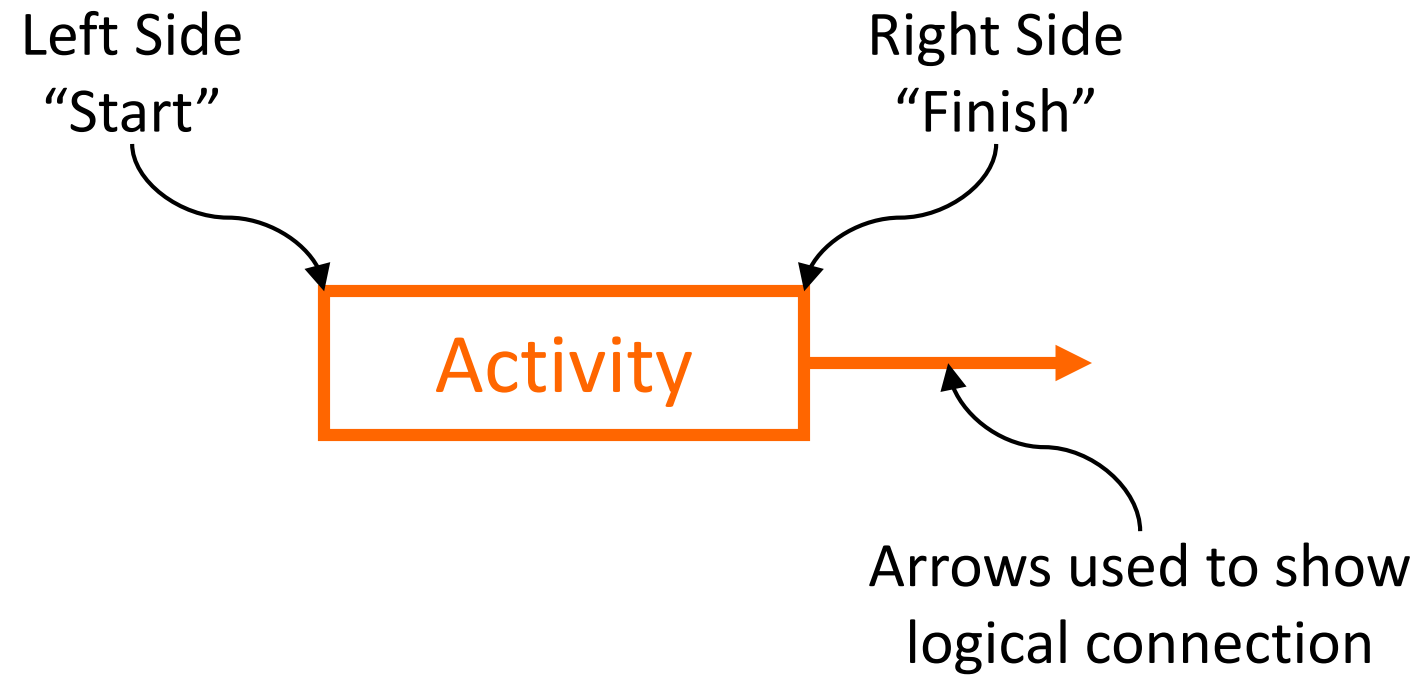 Left Side
“Start”
Right Side
“Finish”
Activity
Arrows used to show
logical connection